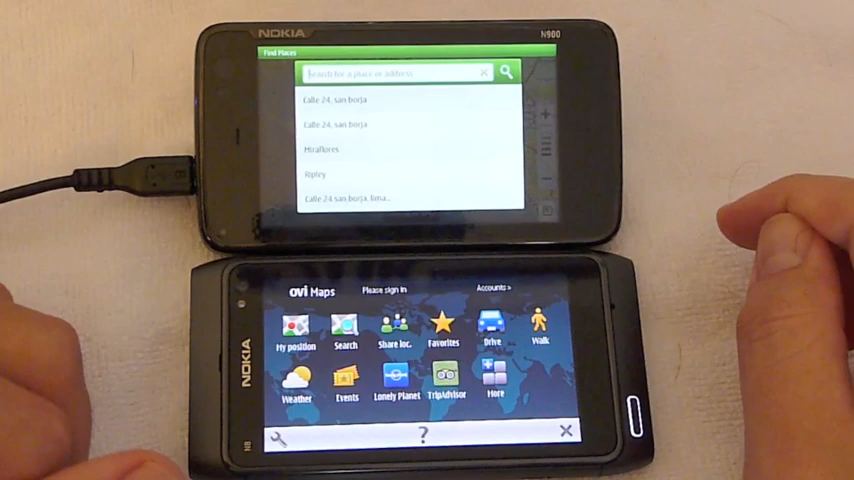 NOKIA
N900
Find Places
Search for a place or address
Calle 24, san borja
Calle 24, san borja
Miraflores
Ripley
Calle 24 san borja, lima...
ovi Maps
Please sign in
Accounts >
My position
Search
Share loc.
Favorites
Drive
Walk
Weather
Events
Lonely Planet
TripAdvisor
More
?
NOKIA
N8